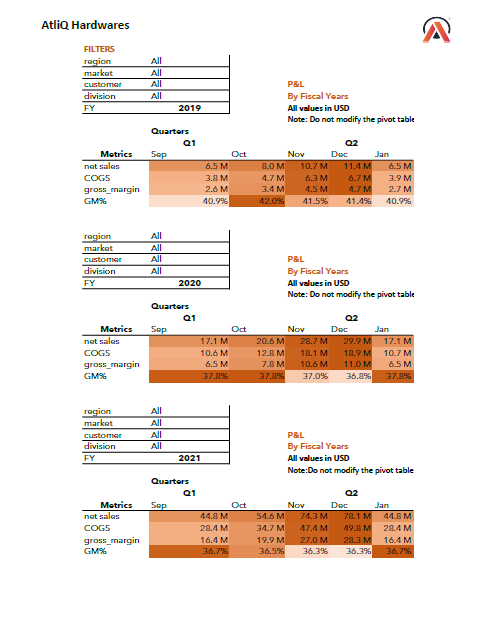 AtliQ Hardwares
FILTERS
region All
market All
customer All P&L
division All By Fiscal Years
FY 2019 All values in USD
Note: Do not modify the pivot table
Quarters
Q1 Q2
Metrics Sep Oct Nov Dec Jan
net sales 6.5 M 8.0 M 10.7 M 11.4 M 6.5 M
COGS 3.8 M 4.7 M 6.3 M 6.7 M 3.9 M
gross_margin 2.6 M 3.4 M 4.5 M 4.7 M 2.7 M
GM% 40.9% 42.0% 41.5% 41.4% 40.9%
region All
market All
customer All P&L
division All By Fiscal Years
FY 2020 All values in USD
Note: Do not modify the pivot table
Quarters
Q1 Q2
Metrics Sep Oct Nov Dec Jan
net sales 17.1 M 20.6 M 28.7 M 29.9 M 17.1 M
COGS 10.6 M 12.8 M 18.1 M 18.9 M 10.7 M
gross_margin 6.5 M 7.8 M 10.6 M 11.0 M 6.5 M
GM% 37.8% 37.8% 37.0% 36.8% 37.8%
region All
market All
customer All P&L
division All By Fiscal Years
FY 2021 All values in USD
Note:Do not modify the pivot table
Quarters
Q1 Q2
Metrics Sep Oct Nov Dec Jan
net sales 44.8 M 54.6 M 74.3 M 78.1 M 44.8 M
COGS 28.4 M 34.7 M 47.4 M 49.8 M 28.4 M
gross_margin 16.4 M 19.9 M 27.0 M 28.3 M 16.4 M
GM% 36.7% 36.5% 36.3% 36.3% 36.7%